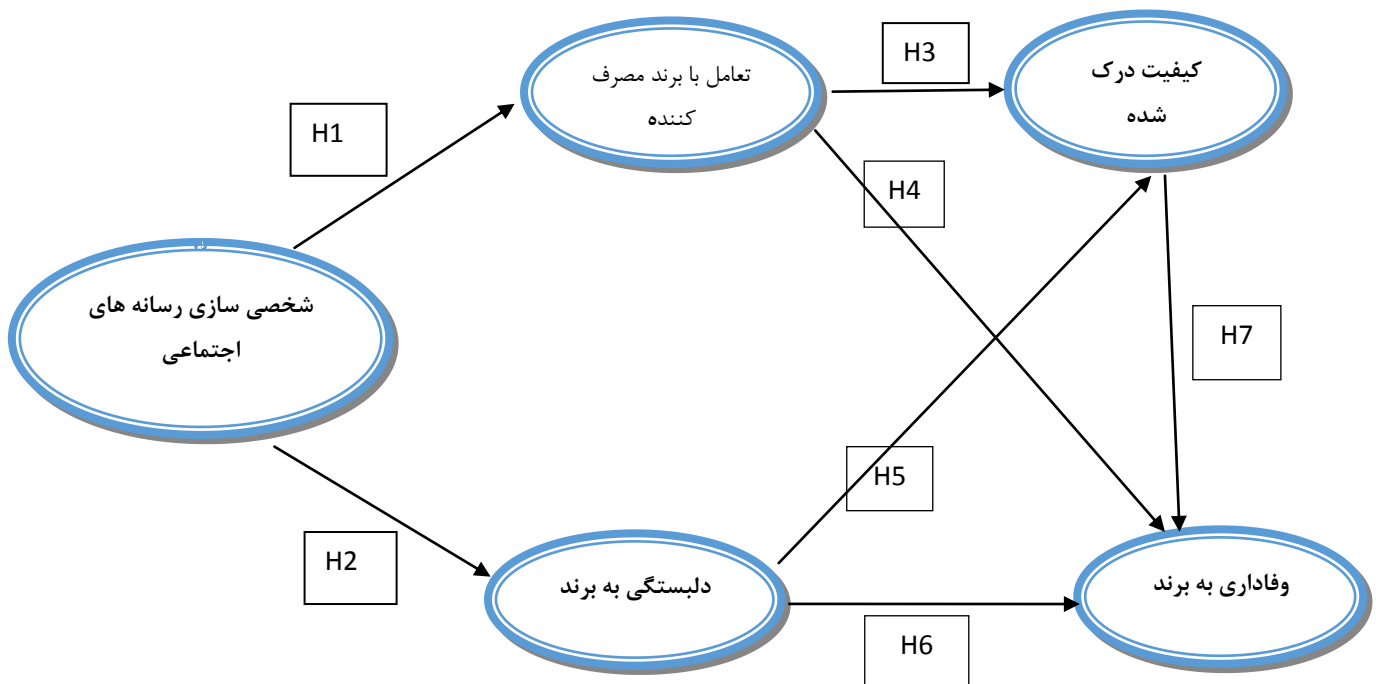 تعامل با برند مصرف
کننده
H3
کیفیت درک
شده
H1
H4
شخصی سازی رسانه های
اجتماعی
H7
H5
H2
دلبستگی به برند
وفاداری به برند
H6